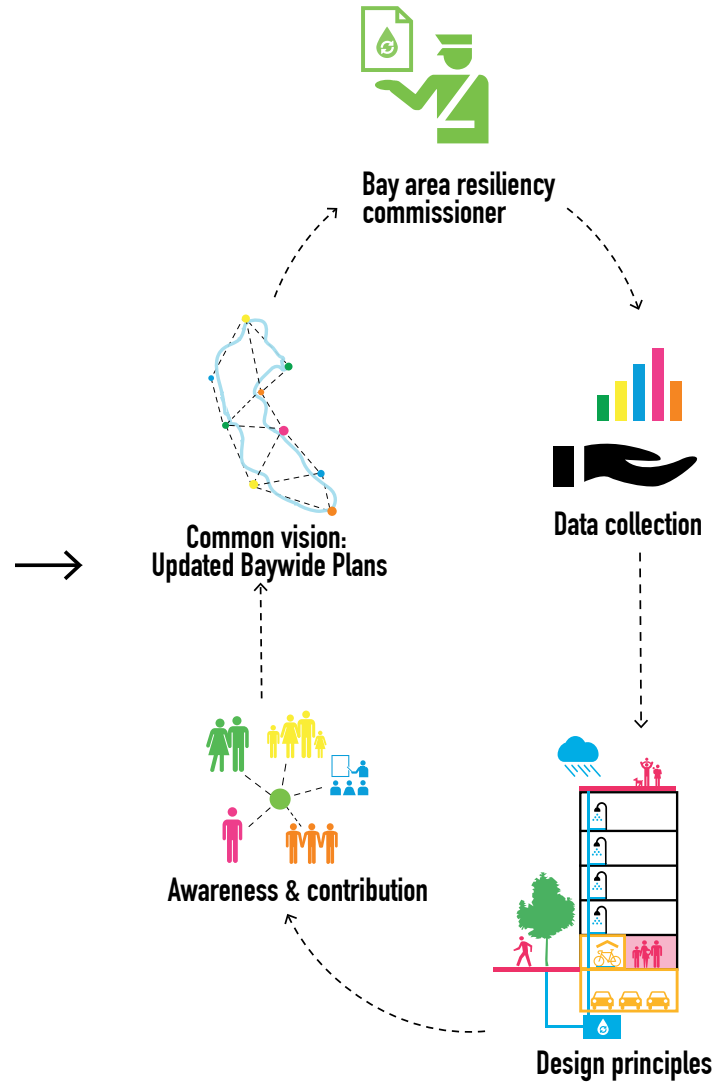 Bay area resiliency
commissioner
Data collection
Common vision:
Updated Baywide Plans
Awareness & contribution
Design principles